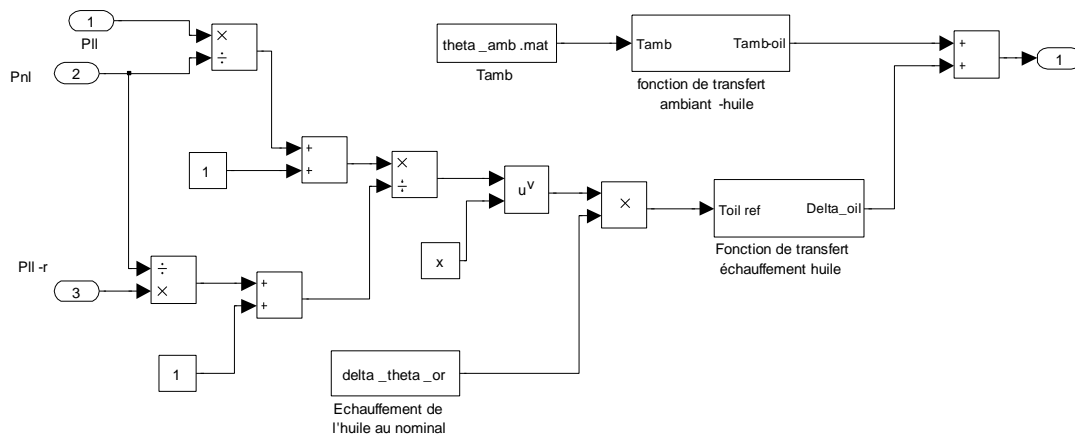 1
Pll
×
÷
Pnl
2
theta _amb .mat
Tamb
Tamb
Tamb-oil
fonction de transfert
ambiant -huile
+
+
1
1
+
+
×
÷
u^v
x
×
Toil ref
Delta_oil
Fonction de transfert
échauffement huile
Pll -r
3
÷
×
+
+
1
delta _theta _or
Echauffement de
l'huile au nominal